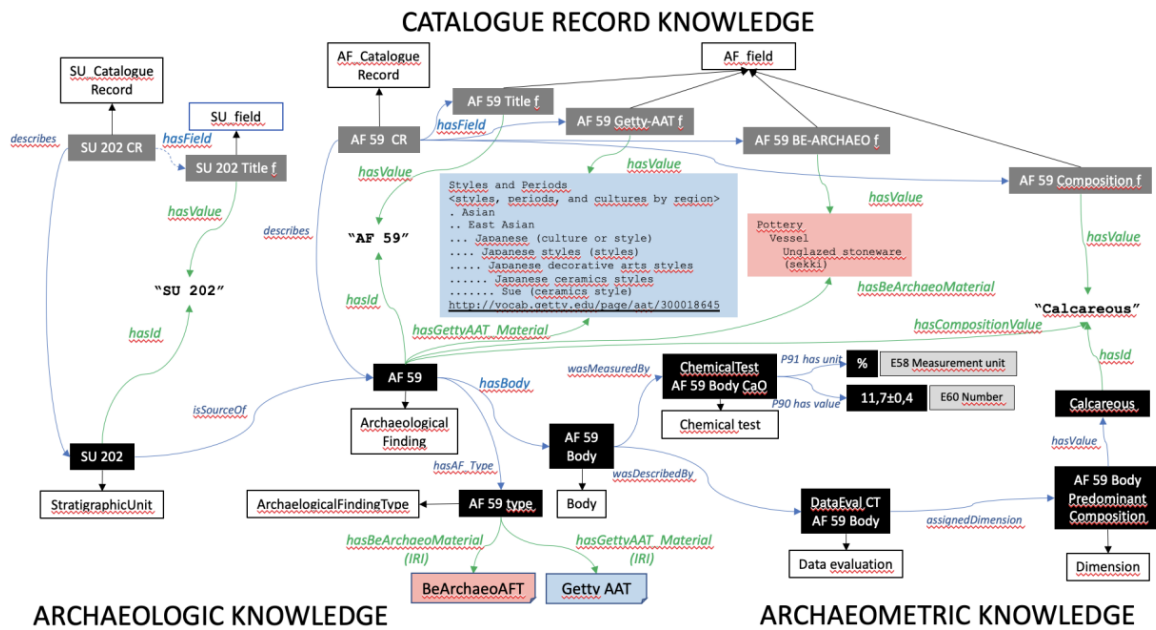 CATALOGUE RECORD KNOWLEDGE
SU_Catalogue
Record
SU_field
AF_Catalogue
Record
AF_field
describes
SU 202 CR
hasField
SU 202 Title f
AF 59 CR
hasField
AF 59 Title f
AF 59 Getty-AAT f
AF 59 BE-ARCHAEO f
AF 59 Composition f
hasValue
hasValue
hasValue
hasValue
hasValue
describes
"SU 202"
"AF 59"
Styles and Periods
<styles, periods, and cultures by region>
. Asian
.. East Asian
... Japanese (culture or style)
.... Japanese styles (styles)
..... Japanese decorative arts styles
...... Japanese ceramics styles
....... Sue (ceramics style)
http://vocab.getty.edu/page/aat/300018645
Pottery
Vessel
Unglazed stoneware
(sekki)
hasBeArchaeoMaterial
"Calcareous"
hasId
hasId
hasGettyAAT_Material
hasCompositionValue
hasId
AF 59
hasBody
wasMeasuredBy
ChemicalTest
AF 59 Body CaO
P91 has unit
%
E58 Measurement unit
P90 has value
11,7±0,4
E60 Number
Chemical test
Calcareous
isSourceOf
Archaeological
Finding
SU 202
StratigraphicUnit
hasAF_Type
AF 59
Body
Body
wasDescribedBy
hasValue
ArchaelogicalFindingType
AF 59 type
DataEval CT
AF 59 Body
assignedDimension
AF 59 Body
Predominant
Composition
Data evaluation
Dimension
hasBeArchaeoMaterial
(IRI)
hasGettyAAT_Material
(IRI)
BeArchaeoAFT
Getty AAT
ARCHAEOLOGIC KNOWLEDGE
ARCHAEOMETRIC KNOWLEDGE